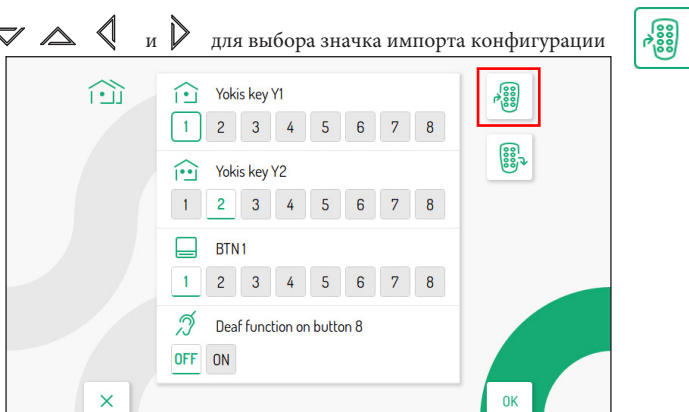 и для выбора значка импорта конфигурации
Yokis key Y1
1 2 3 4 5 6 7 8
Yokis key Y2
1 2 3 4 5 6 7 8
BTN 1
1 2 3 4 5 6 7 8
Deaf function on button 8
OFF ON
OK